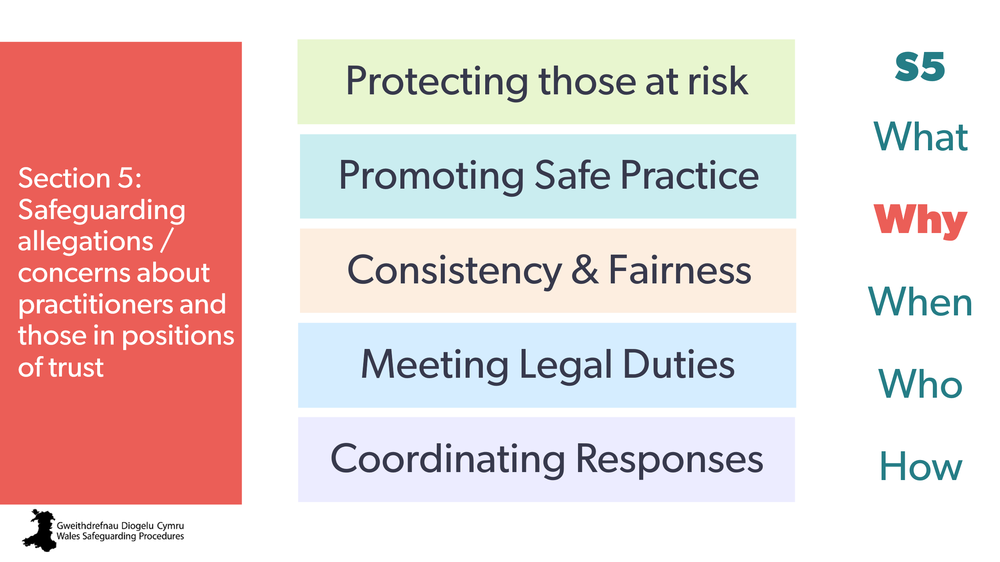 Section 5:
Safeguarding
allegations /
concerns about
practitioners and
those in positions
of trust
Protecting those at risk
Promoting Safe Practice
Consistency & Fairness
Meeting Legal Duties
Coordinating Responses
S5
What
Why
When
Who
How
Gweithdrefnau Diogelu Cymru
Wales Safeguarding Procedures